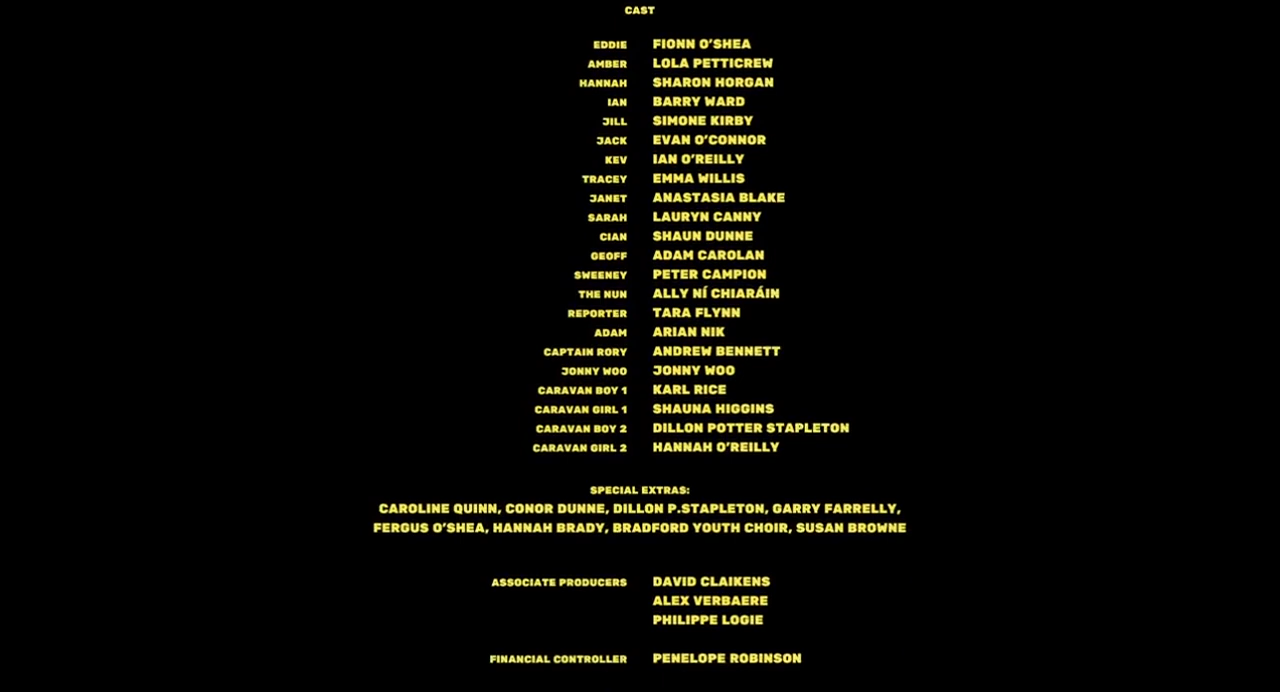 CAST
EDDIE FIONN O'SHEA
AMBER LOLA PETTICREW
HANNAH SHARON HORGAN
IAN BARRY WARD
JILL SIMONE KIRBY
JACK EVAN O'CONNOR
KEV IAN O'REILLY
TRACEY EMMA WILLIS
JANET ANASTASIA BLAKE
SARAH LAURYN CANNY
CIAN SHAUN DUNNE
GEOFF ADAM CAROLAN
SWEENEY PETER CAMPION
THE NUN ALLY NÍ CHIARÁIN
REPORTER TARA FLYNN
ADAM ARIAN NIK
CAPTAIN RORY ANDREW BENNETT
JONNY WOO JONNY WOO
CARAVAN BOY 1 KARL RICE
CARAVAN GIRL 1 SHAUNA HIGGINS
CARAVAN BOY 2 DILLON POTTER STAPLETON
CARAVAN GIRL 2 HANNAH O'REILLY
SPECIAL EXTRAS:
CAROLINE QUINN, CONOR DUNNE, DILLON P.STAPLETON, GARRY FARRELLY,
FERGUS O'SHEA, HANNAH BRADY, BRADFORD YOUTH CHOIR, SUSAN BROWNE
ASSOCIATE PRODUCERS DAVID CLAIKENS
ALEX VERBAERE
PHILIPPE LOGIE
FINANCIAL CONTROLLER PENELOPE ROBINSON